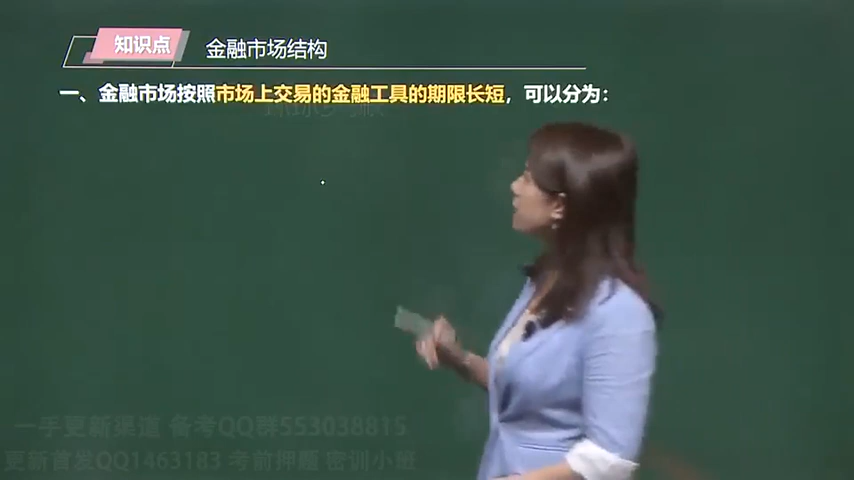 知识点 金融市场结构
一、金融市场按照市场上交易的金融工具的期限长短，可以分为：
一手更新渠道 备考QQ群553038815
更新首发QQ1463183 考前押题 密训小班